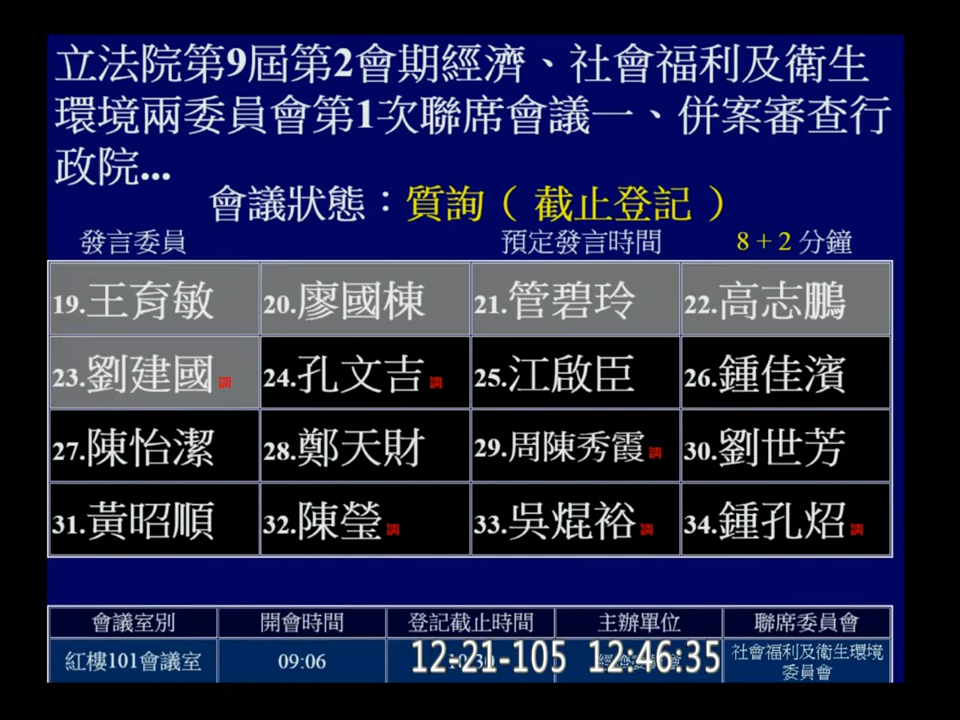 立法院第9屆第2會期經濟、社會福利及衛生
環境兩委員會第1次聯席會議一、併案審查行
政院...
會議狀態：質詢（截止登記）
發言委員 預定發言時間 8+2 分鐘
19.王育敏 20.廖國棟 21.管碧玲 22.高志鵬
23.劉建國調 24.孔文吉調 25.江啟臣 26.鍾佳濱
27.陳怡潔 28.鄭天財 29.周陳秀霞調 30.劉世芳
31.黃昭順 32.陳瑩調 33.吳焜裕調 34.鍾孔炤調
會議室別 開會時間 登記截止時間 主辦單位 聯席委員會
紅樓101會議室 09:06 社會福利及衛生環境
委員會
12-21-105 12:46:35